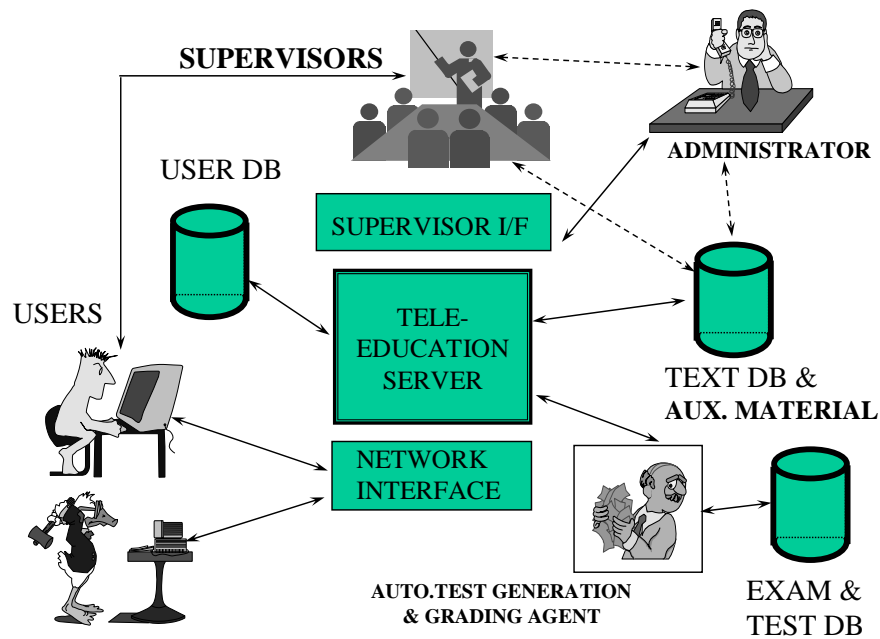 SUPERVISORS
ADMINISTRATOR
USER DB
SUPERVISOR I/F
USERS
TELE-
EDUCATION
SERVER
TEXT DB &
AUX. MATERIAL
NETWORK
INTERFACE
AUTO.TEST GENERATION
& GRADING AGENT
EXAM &
TEST DB